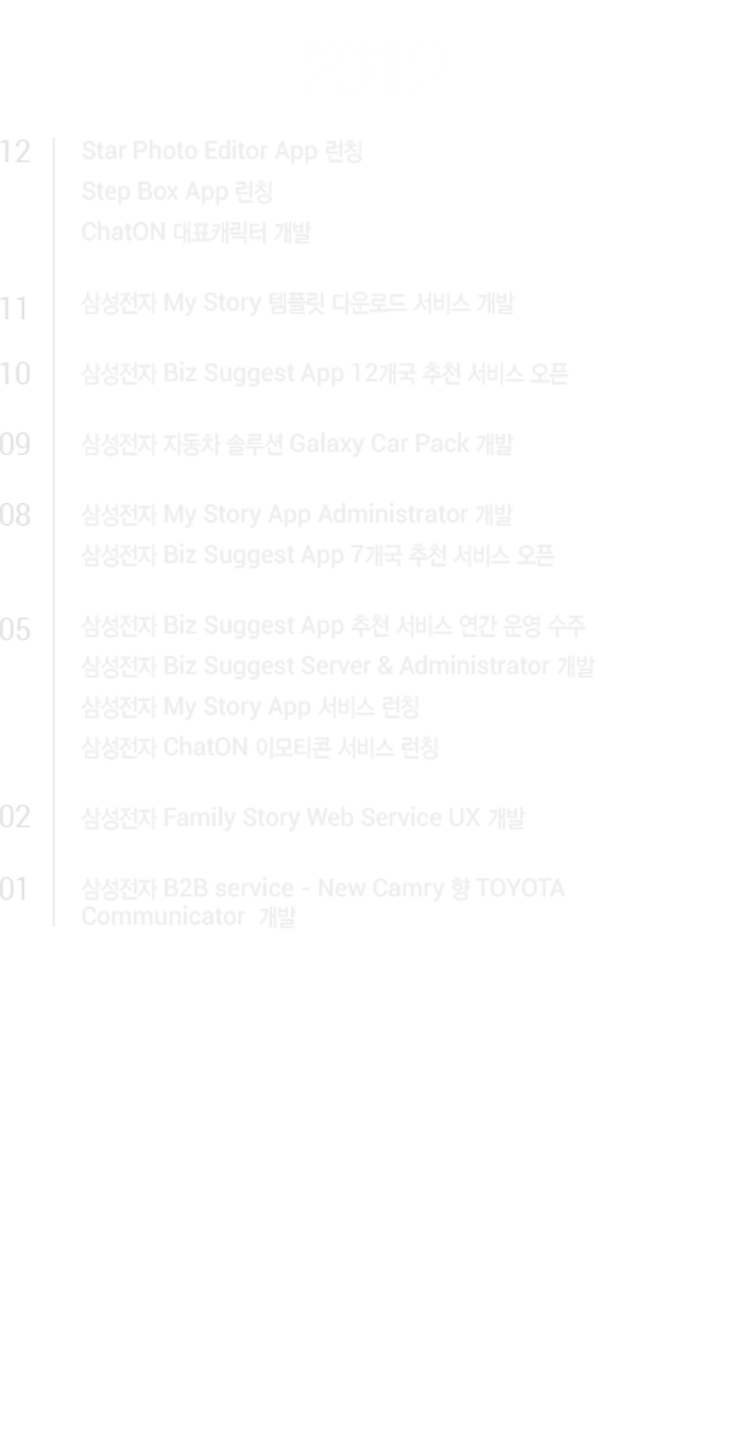 12
Star Photo Editor App 런칭
Step Box App 런칭
ChatON 대표캐릭터 개발
11
삼성전자 My Story 템플릿 다운로드 서비스 개발
10
삼성전자 Biz Suggest App 12개국 추천 서비스 오픈
09
삼성전자 자동차 솔루션 Galaxy Car Pack 개발
08
삼성전자 My Story App Administrator 개발
삼성전자 Biz Suggest App 7개국 추천 서비스 오픈
05
삼성전자 Biz Suggest App 추천 서비스 연간 운영 수주
삼성전자 Biz Suggest Server & Administrator 개발
삼성전자 My Story App 서비스 런칭
삼성전자 ChatON 이모티콘 서비스 런칭
02
삼성전자 Family Story Web Service UX 개발
01
삼성전자 B2B service - New Camry 향 TOYOTA
Communicator 개발